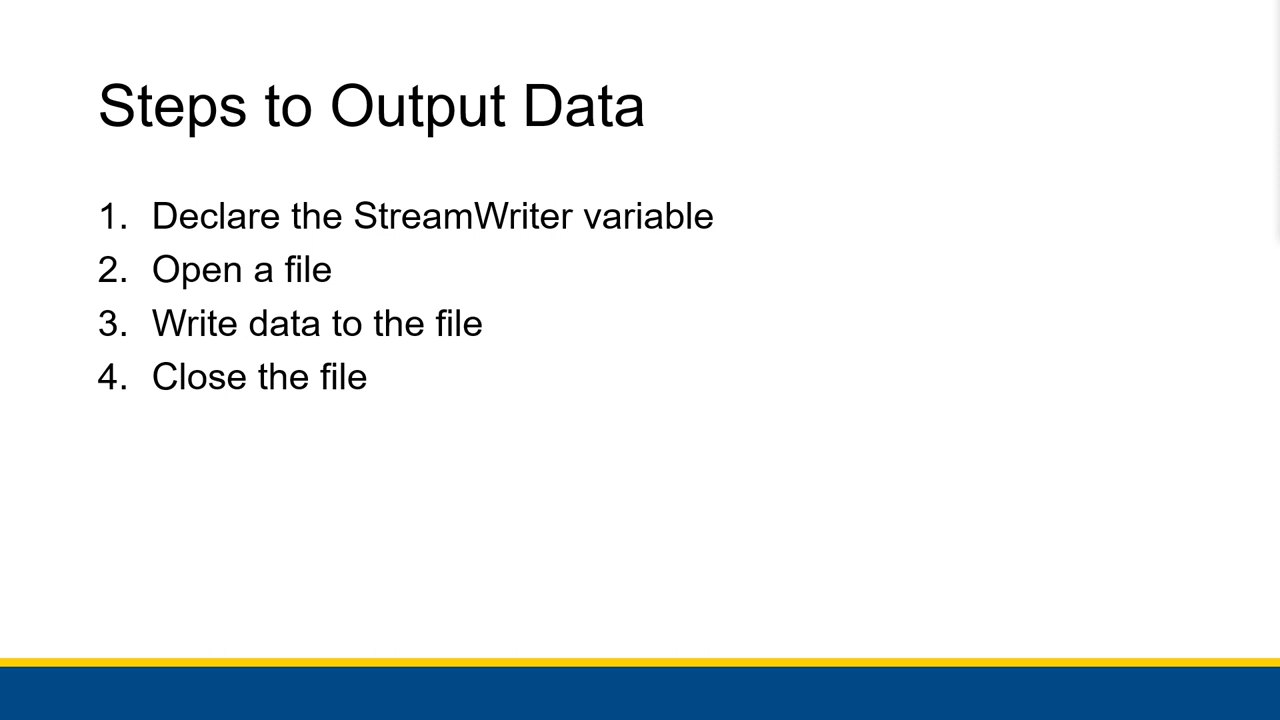 Steps to Output Data
1. Declare the StreamWriter variable
2. Open a file
3. Write data to the file
4. Close the file